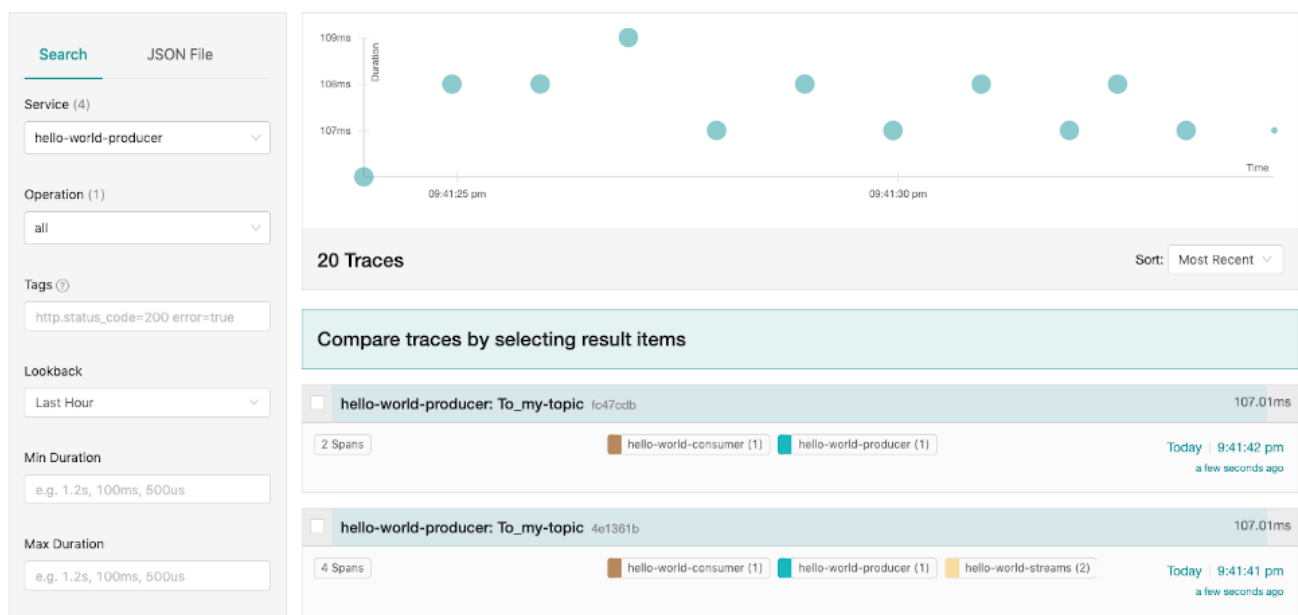 Search JSON File
Service (4)
hello-world-producer
Operation (1)
all
Tags ?
http.status_code=200 error=true
Lookback
Last Hour
Min Duration
e.g. 1.2s, 100ms, 500us
Max Duration
e.g. 1.2s, 100ms, 500us
109ms
Duration
108ms
107ms
Time
09:41:25 pm 09:41:30 pm
20 Traces Sort: Most Recent
Compare traces by selecting result items
hello-world-producer: To_my-topic fc47cdb 107.01ms
2 Spans hello-world-consumer (1) hello-world-producer (1) Today 9:41:42 pm
a few seconds ago
hello-world-producer: To_my-topic 4e1361b 107.01ms
4 Spans hello-world-consumer (1) hello-world-producer (1) hello-world-streams (2) Today 9:41:41 pm
a few seconds ago